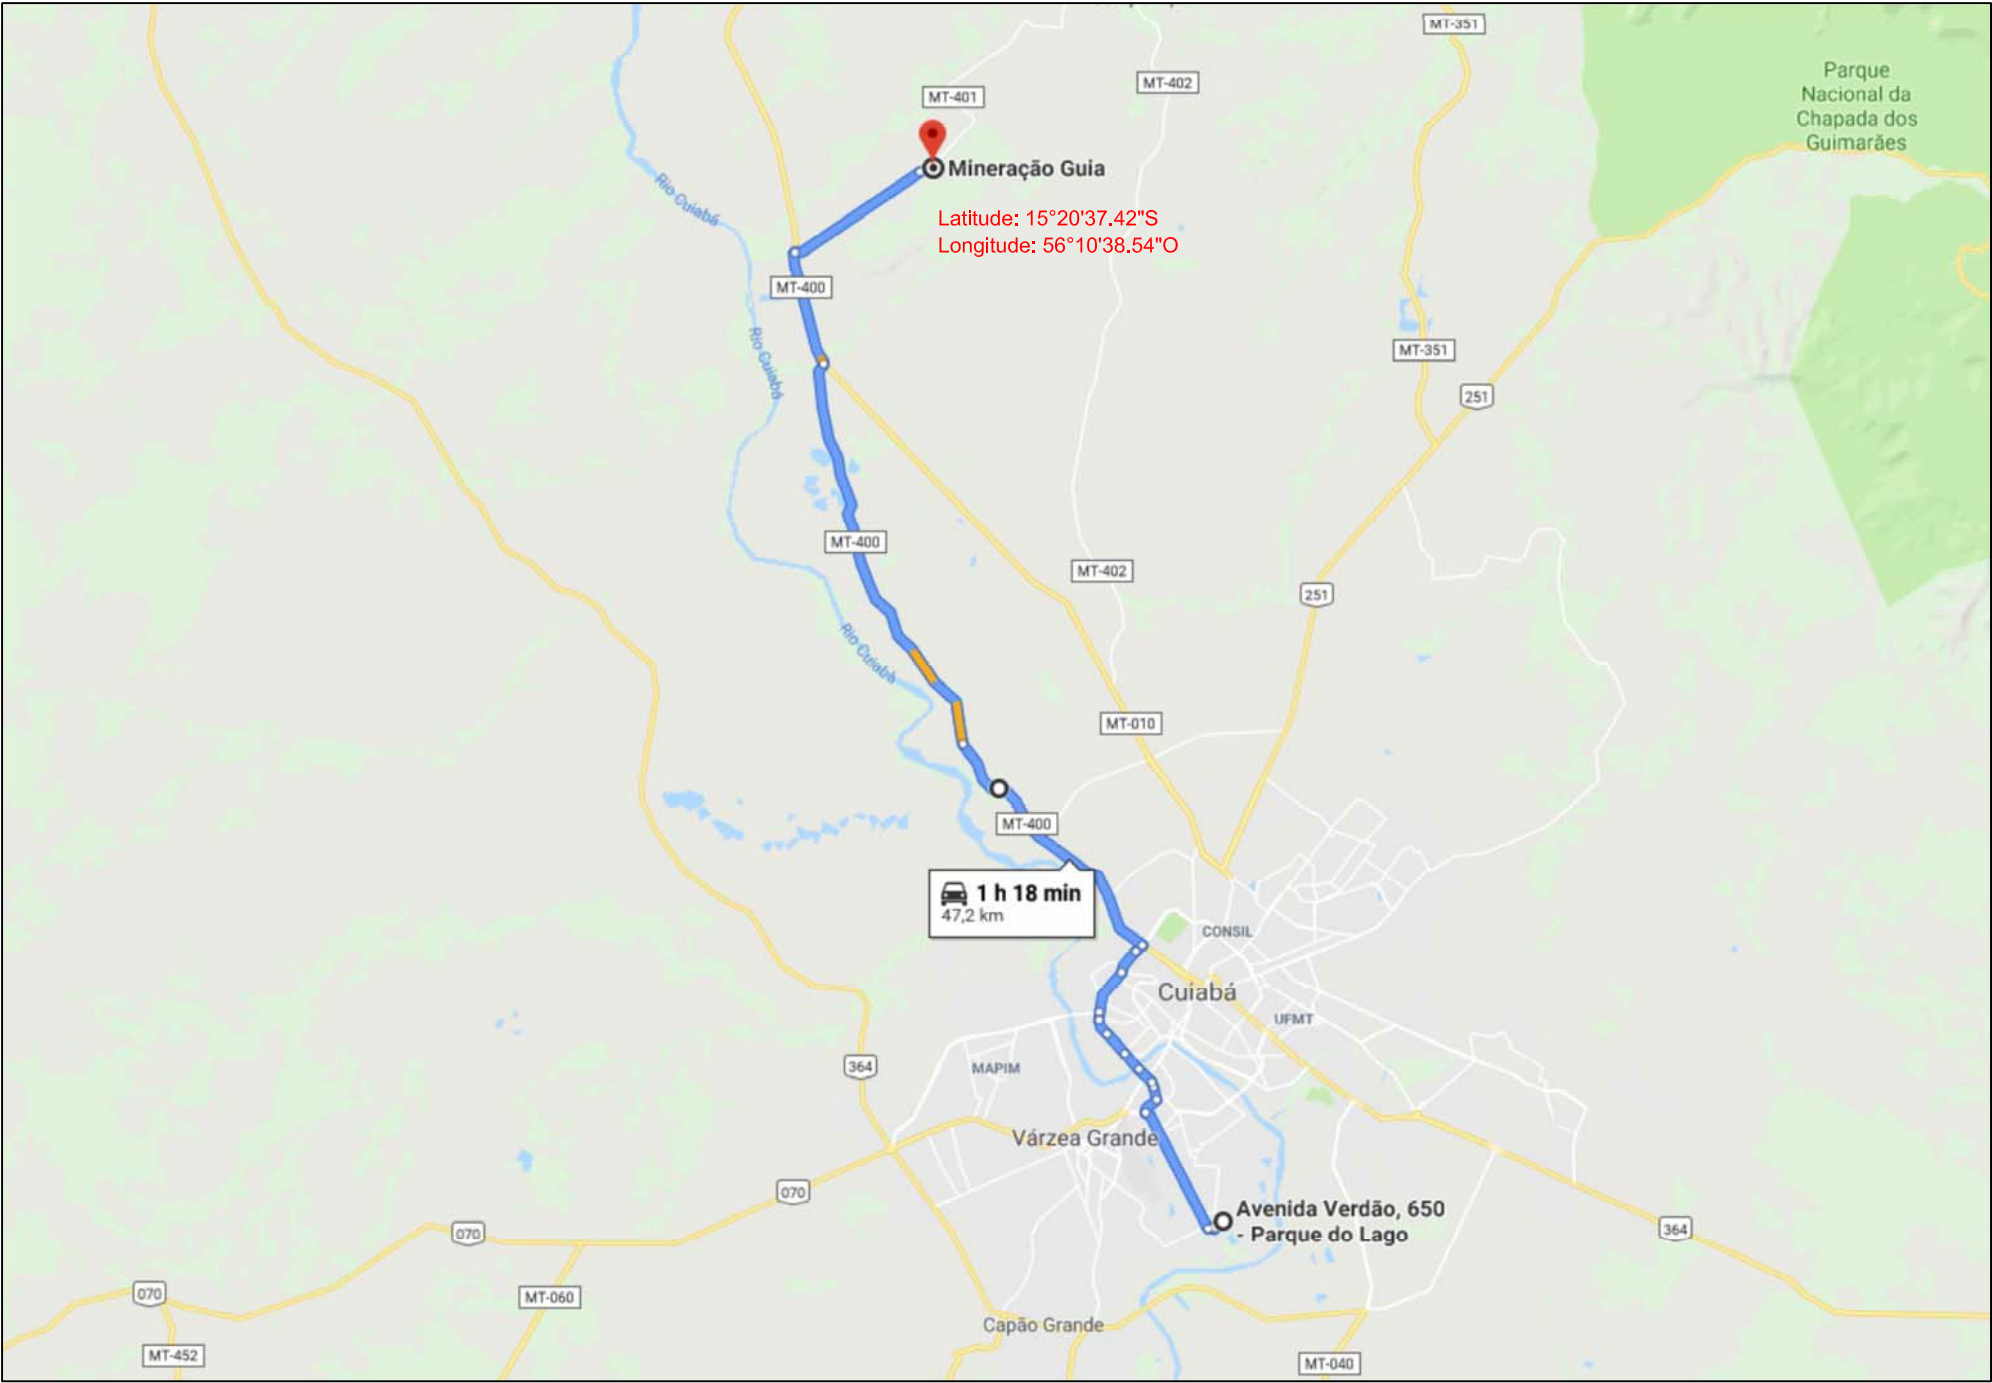 MT-351
Parque
Nacional da
Chapada dos
Guimarães
MT-402
MT-401
Mineração Guia
Rio Cuiabá
Latitude: 15°20'37.42"S
Longitude: 56°10'38.54"O
MT-400
Rio Cuiabá
MT-351
251
MT-400
MT-402
251
Rio Cuiabá
MT-010
MT-400
1 h 18 min
47,2 km
CONSIL
Cuiabá
UFMT
364
MAPIM
Várzea Grande
070
Avenida Verdão, 650
- Parque do Lago
070
364
070
MT-060
Capão Grande
MT-452
MT-040